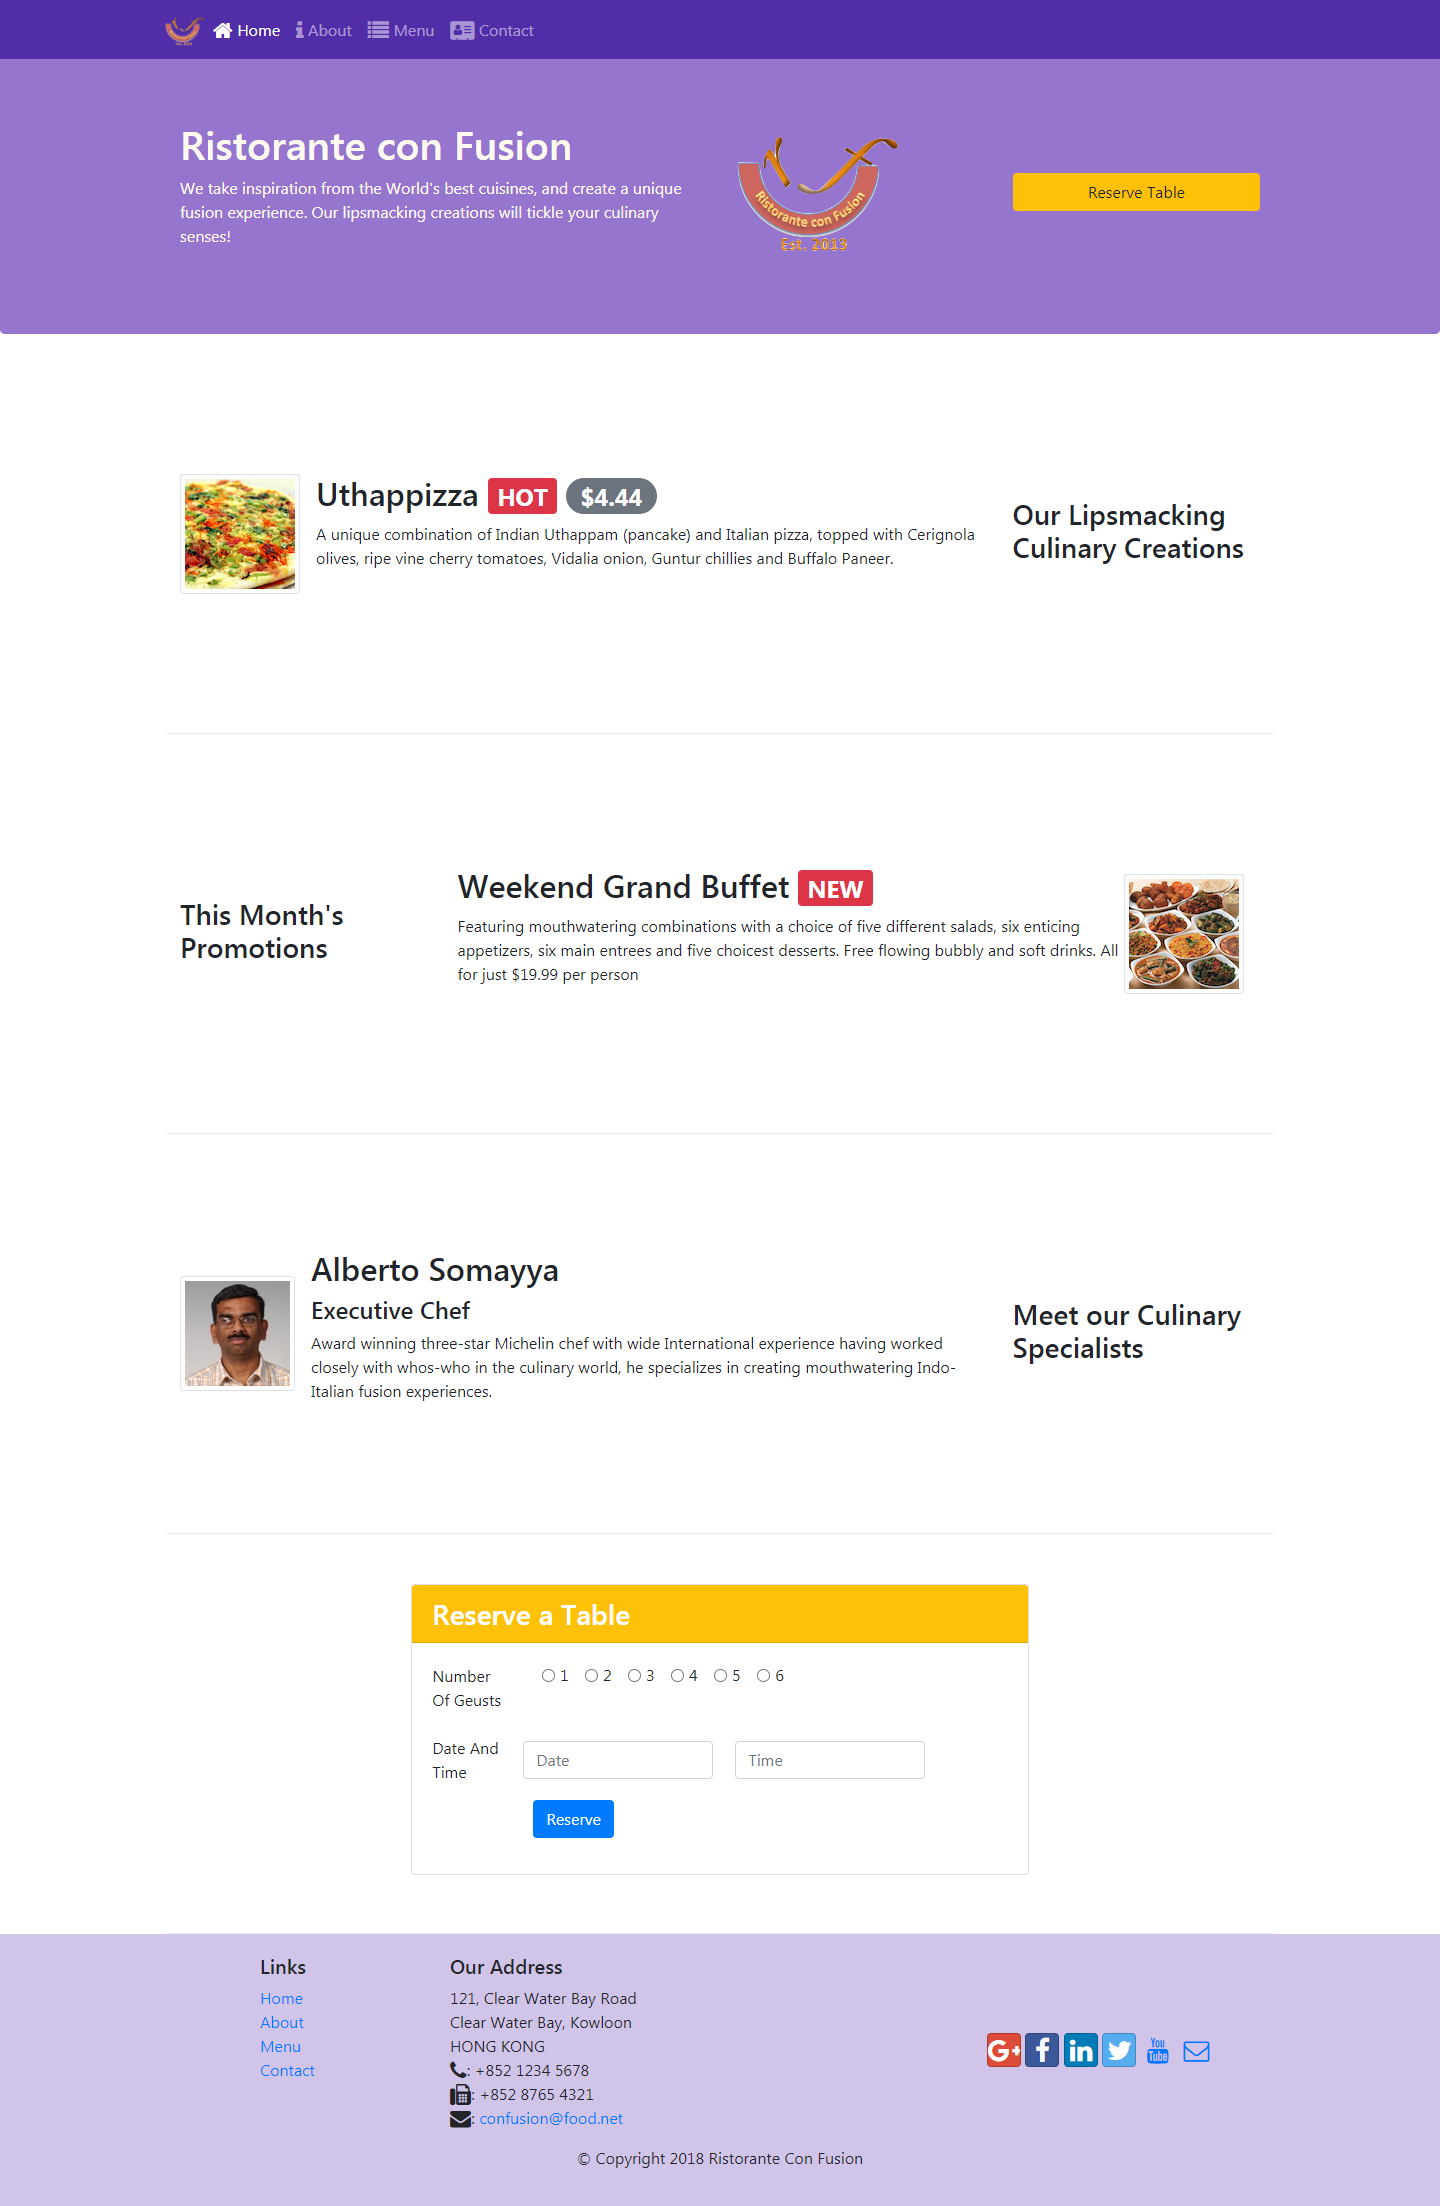 Home About Menu Contact
Ristorante con Fusion
We take inspiration from the World's best cuisines, and create a unique
fusion experience. Our lipsmacking creations will tickle your culinary
senses!
Ristorante con Fusion
Est. 2013
Reserve Table
Uthappizza HOT $4.44
A unique combination of Indian Uthappam (pancake) and Italian pizza, topped with Cerignola
olives, ripe vine cherry tomatoes, Vidalia onion, Guntur chillies and Buffalo Paneer.
Our Lipsmacking
Culinary Creations
This Month's
Promotions
Weekend Grand Buffet NEW
Featuring mouthwatering combinations with a choice of five different salads, six enticing
appetizers, six main entrees and five choicest desserts. Free flowing bubbly and soft drinks. All
for just $19.99 per person
Alberto Somayya
Executive Chef
Award winning three-star Michelin chef with wide International experience having worked
closely with whos-who in the culinary world, he specializes in creating mouthwatering Indo-
Italian fusion experiences.
Meet our Culinary
Specialists
Reserve a Table
Number
Of Geusts
1 2 3 4 5 6
Date And
Time
Date
Time
Reserve
Links
Home
About
Menu
Contact
Our Address
121, Clear Water Bay Road
Clear Water Bay, Kowloon
HONG KONG
: +852 1234 5678
: +852 8765 4321
: confusion@food.net
G+ f in You Tube
© Copyright 2018 Ristorante Con Fusion